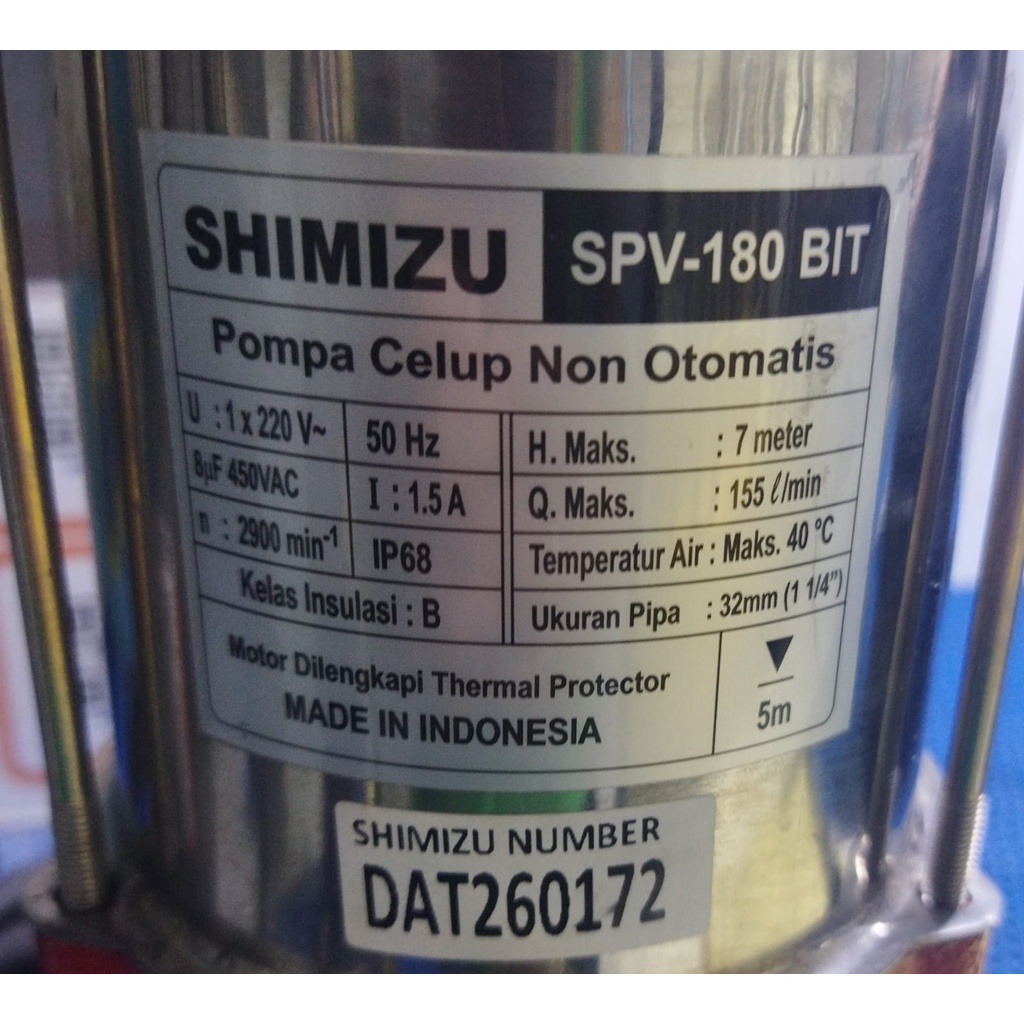 SHIMIZU SPV-180 BIT
Pompa Celup Non Otomatis
U : 1 x 220 V~ 50 Hz
8µF 450VAC I : 1.5 A
n : 2900 min⁻¹ IP68
Kelas Insulasi : B
H. Maks. : 7 meter
Q. Maks. : 155 ℓ/min
Temperatur Air : Maks. 40 °C
Ukuran Pipa : 32mm (1 1/4")
Motor Dilengkapi Thermal Protector
MADE IN INDONESIA
▼ 5m
SHIMIZU NUMBER
DAT260172